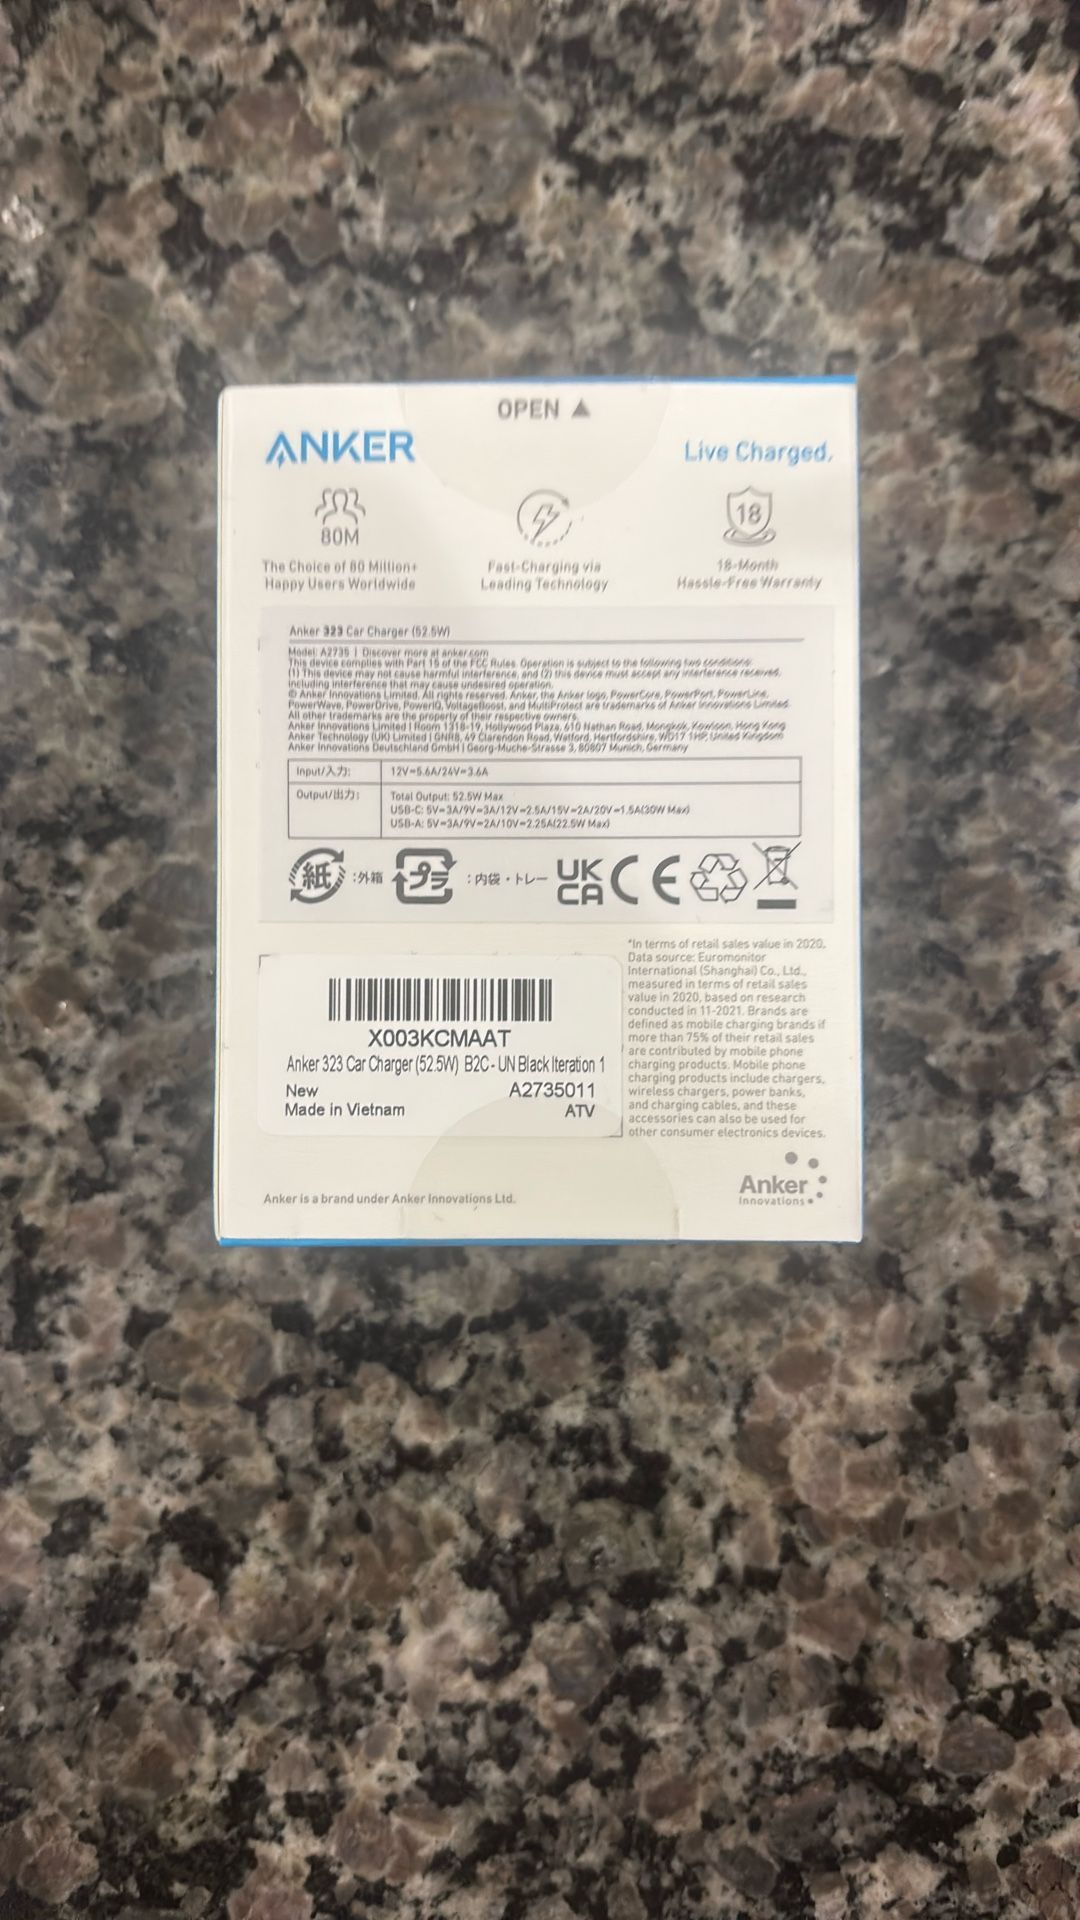 OPEN ▲
ANKER
Live Charged.
18
80M
The Choice of 80 Million+
Happy Users Worldwide
Fast-Charging via
Leading Technology
18-Month
Hassle-Free Warranty
Anker 323 Car Charger (52.5W)
Model: A2735 | Discover more at anker.com
This device complies with Part 15 of the FCC Rules. Operation is subject to the following two conditions:
(1) This device may not cause harmful interference, and (2) this device must accept any interference received,
including interference that may cause undesired operation.
© Anker Innovations Limited. All rights reserved. Anker, the Anker logo, PowerCore, PowerPort, PowerLine,
PowerWave, PowerDrive, PowerIQ, VoltageBoost, and MultiProtect are trademarks of Anker Innovations Limited.
All other trademarks are the property of their respective owners.
Anker Innovations Limited | Room 1318-19, Hollywood Plaza, 610 Nathan Road, Mongkok, Kowloon, Hong Kong
Anker Technology (UK) Limited | GNR8, 49 Clarendon Road, Watford, Hertfordshire, WD17 1HP, United Kingdom
Anker Innovations Deutschland GmbH | Georg-Muche-Strasse 3, 80807 Munich, Germany
Input/入力: 12V⎓5.6A/24V⎓3.6A
Output/出力: Total Output: 52.5W Max
USB-C: 5V⎓3A/9V⎓3A/12V⎓2.5A/15V⎓2A/20V⎓1.5A(30W Max)
USB-A: 5V⎓3A/9V⎓2A/10V⎓2.25A(22.5W Max)
紙 :外箱 プラ :内袋・トレー UK CA CE
*In terms of retail sales value in 2020.
Data source: Euromonitor
International (Shanghai) Co., Ltd.,
measured in terms of retail sales
value in 2020, based on research
conducted in 11-2021. Brands are
defined as mobile charging brands if
more than 75% of their retail sales
are contributed by mobile phone
charging products. Mobile phone
charging products include chargers,
wireless chargers, power banks,
and charging cables, and these
accessories can also be used for
other consumer electronics devices.
X003KCMAAT
Anker 323 Car Charger (52.5W) B2C - UN Black Iteration 1
New A2735011
Made in Vietnam ATV
Anker
Innovations
Anker is a brand under Anker Innovations Ltd.